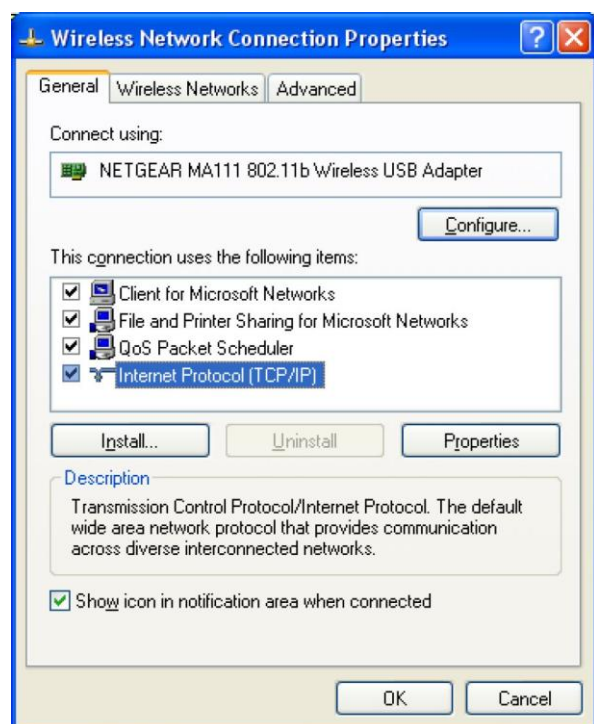 Wireless Network Connection Properties
General Wireless Networks Advanced
Connect using:
NETGEAR MA111 802.11b Wireless USB Adapter
Configure...
This connection uses the following items:
Client for Microsoft Networks
File and Printer Sharing for Microsoft Networks
QoS Packet Scheduler
Internet Protocol (TCP/IP)
Install... Uninstall Properties
Description
Transmission Control Protocol/Internet Protocol. The default
wide area network protocol that provides communication
across diverse interconnected networks.
Show icon in notification area when connected
OK Cancel